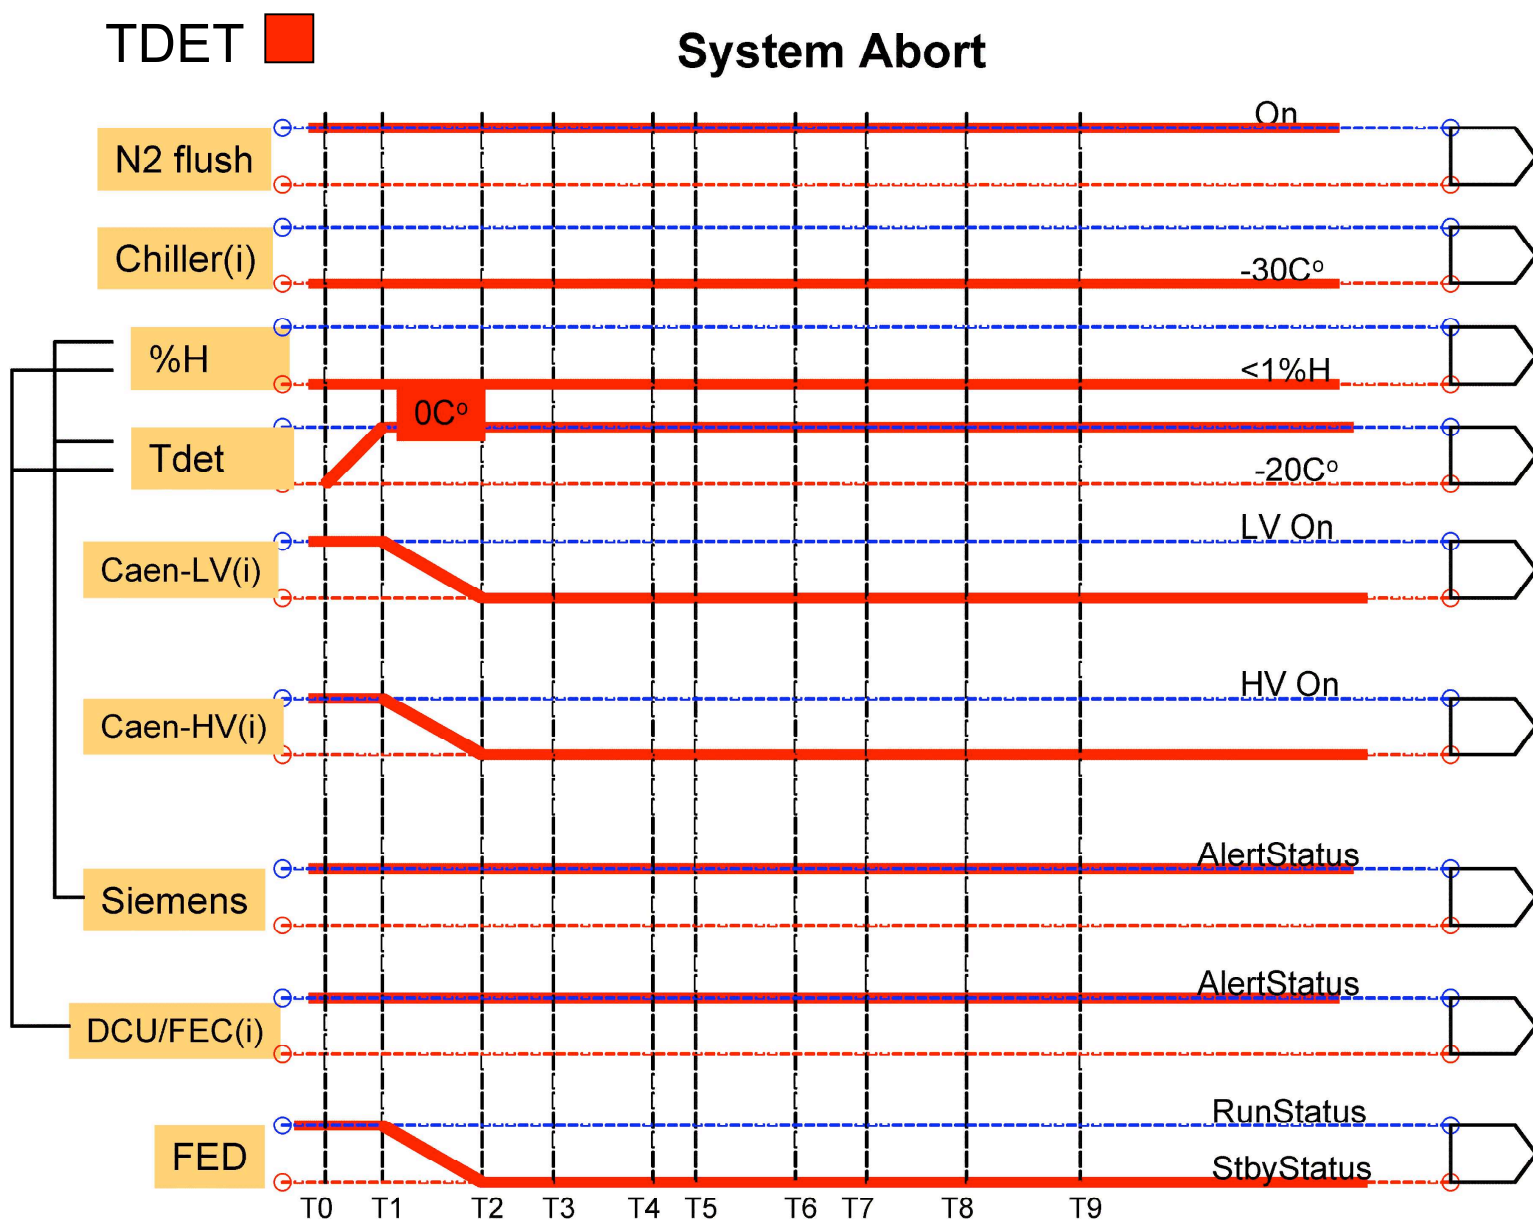 TDET
System Abort
On
N2 flush
Chiller(i)
-30Cº
%H
<1%H
0Cº
Tdet
-20Cº
LV On
Caen-LV(i)
HV On
Caen-HV(i)
AlertStatus
Siemens
AlertStatus
DCU/FEC(i)
RunStatus
FED
StbyStatus
T0 T1 T2 T3 T4 T5 T6 T7 T8 T9